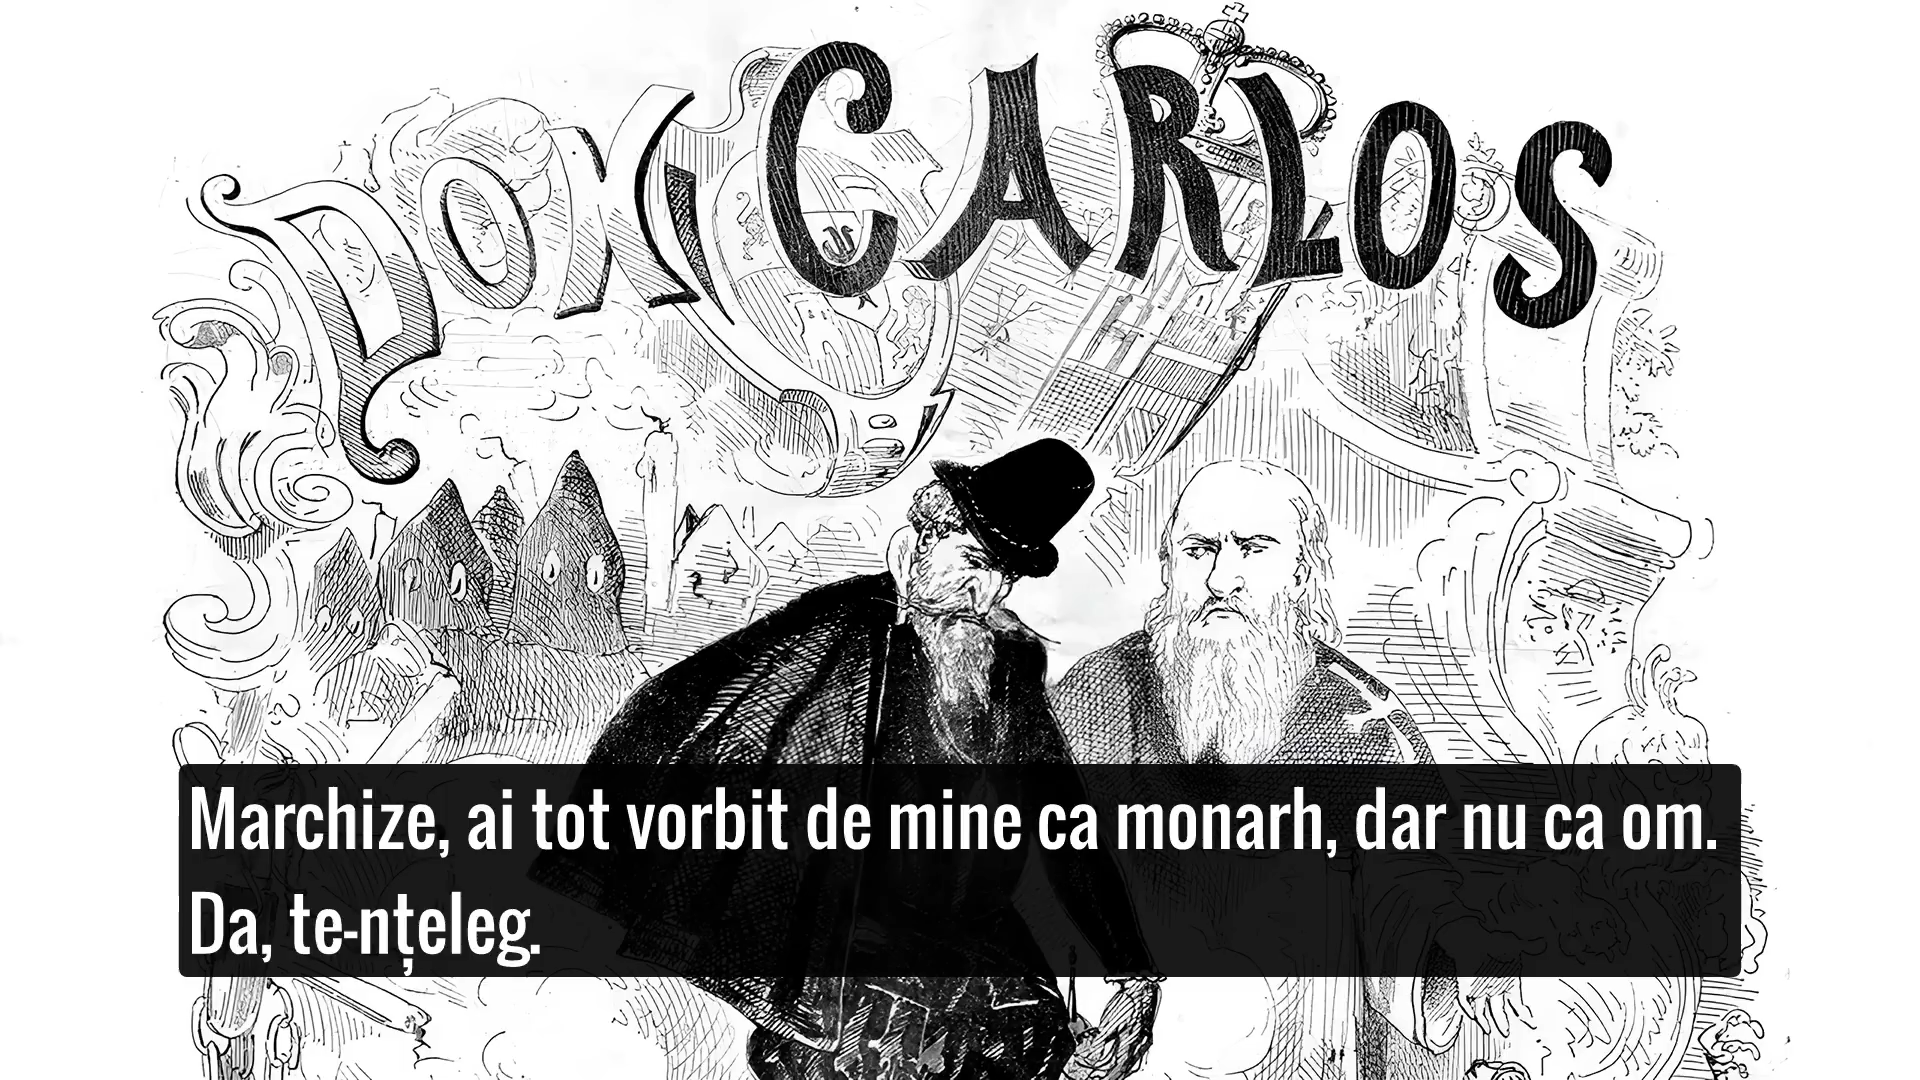 DON CARLOS
Marchize, ai tot vorbit de mine ca monarh, dar nu ca om.
Da, te-nțeleg.